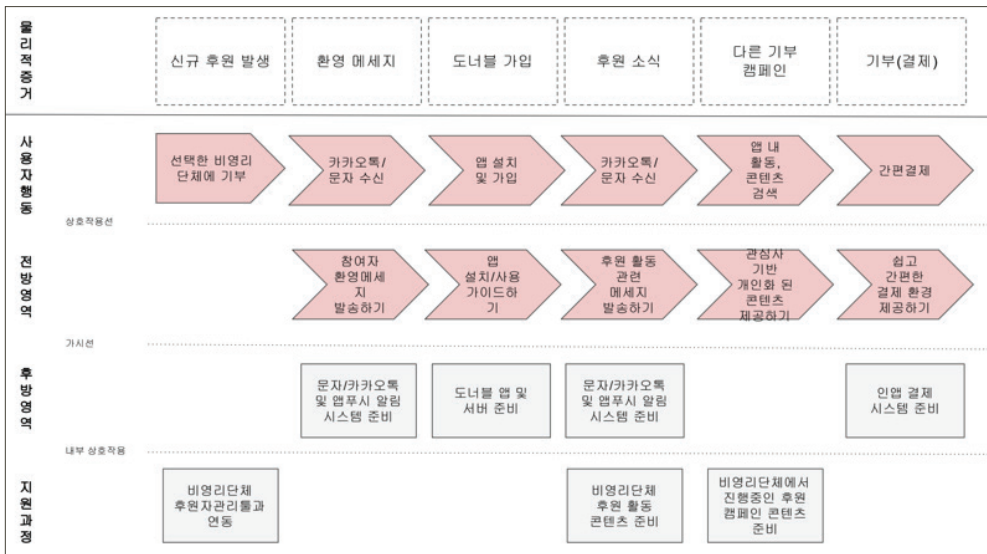 물리적증거
신규 후원 발생
환영 메세지
도너블 가입
후원 소식
다른 기부
캠페인
기부(결제)
사용자행동
선택한 비영리
단체에 기부
카카오톡/
문자 수신
앱 설치
및 가입
카카오톡/
문자 수신
앱 내
활동,
콘텐츠
검색
간편결제
상호작용선
전방영역
참여자
환영메세
지
발송하기
앱
설치/사용
가이드하
기
후원 활동
관련
메세지
발송하기
관심사
기반
개인화 된
콘텐츠
제공하기
쉽고
간편한
결제 환경
제공하기
가시선
후방영역
문자/카카오톡
및 앱푸시 알림
시스템 준비
도너블 앱 및
서버 준비
문자/카카오톡
및 앱푸시 알림
시스템 준비
인앱 결제
시스템 준비
내부 상호작용
지원과정
비영리단체
후원자관리툴과
연동
비영리단체
후원 활동
콘텐츠 준비
비영리단체에서
진행중인 후원
캠페인 콘텐츠
준비